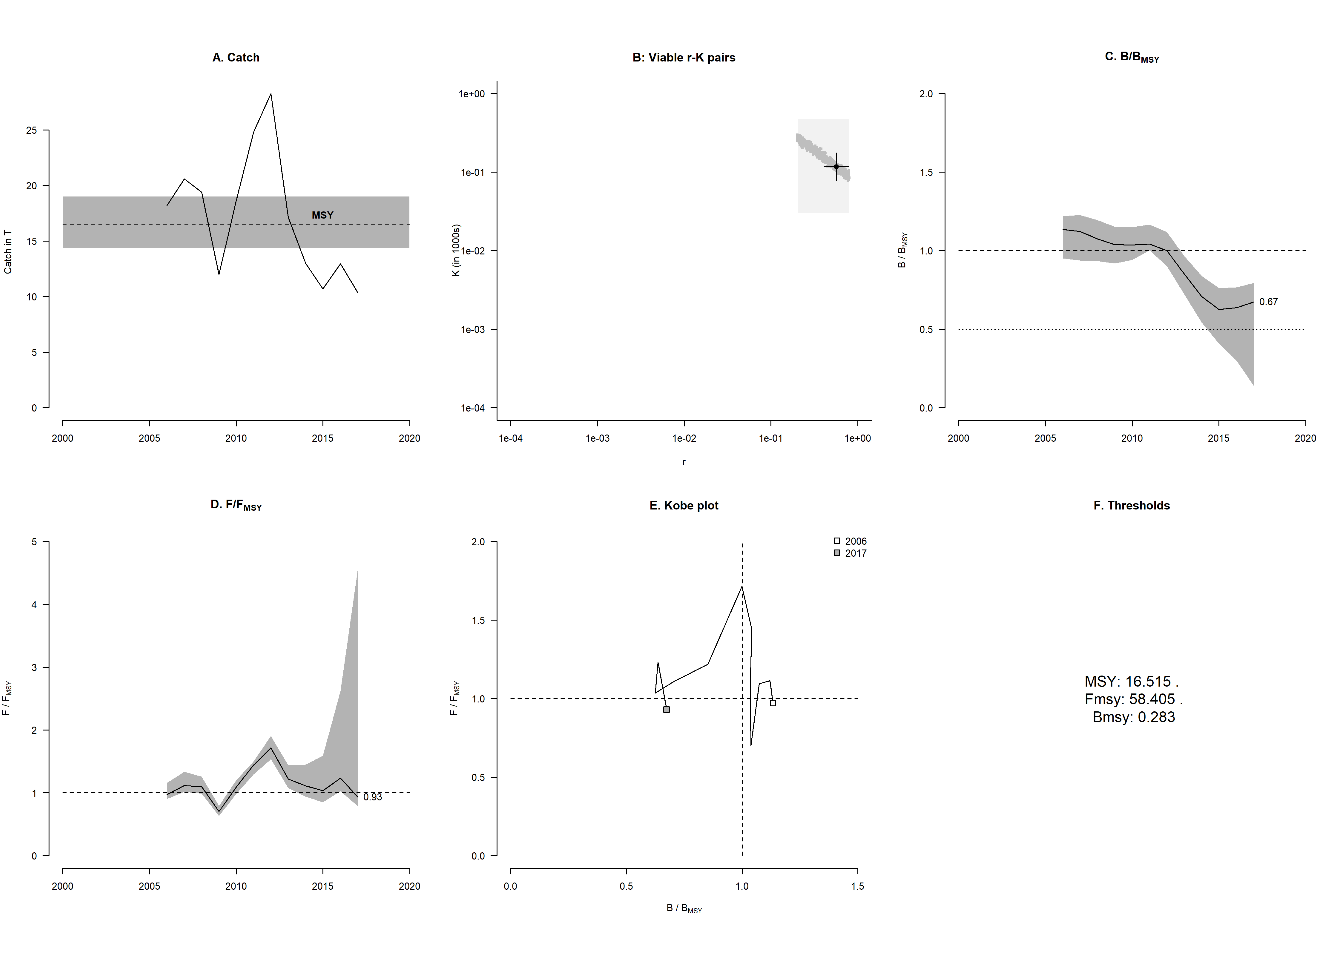 A. Catch
Catch in T
25
20
15
10
5
0
MSY
2000
2005
2010
2015
2020
B: Viable r-K pairs
K (in 1000s)
1e+00
1e-01
1e-02
1e-03
1e-04
1e-04
1e-03
1e-02
1e-01
1e+00
r
C. B/BMSY
B / BMSY
2.0
1.5
1.0
0.5
0.0
0.67
2000
2005
2010
2015
2020
D. F/FMSY
F / FMSY
5
4
3
2
1
0
0.93
2000
2005
2010
2015
2020
E. Kobe plot
F / FMSY
2.0
1.5
1.0
0.5
0.0
2006
2017
0.0
0.5
1.0
1.5
B / BMSY
F. Thresholds
MSY: 16.515 .
Fmsy: 58.405 .
Bmsy: 0.283